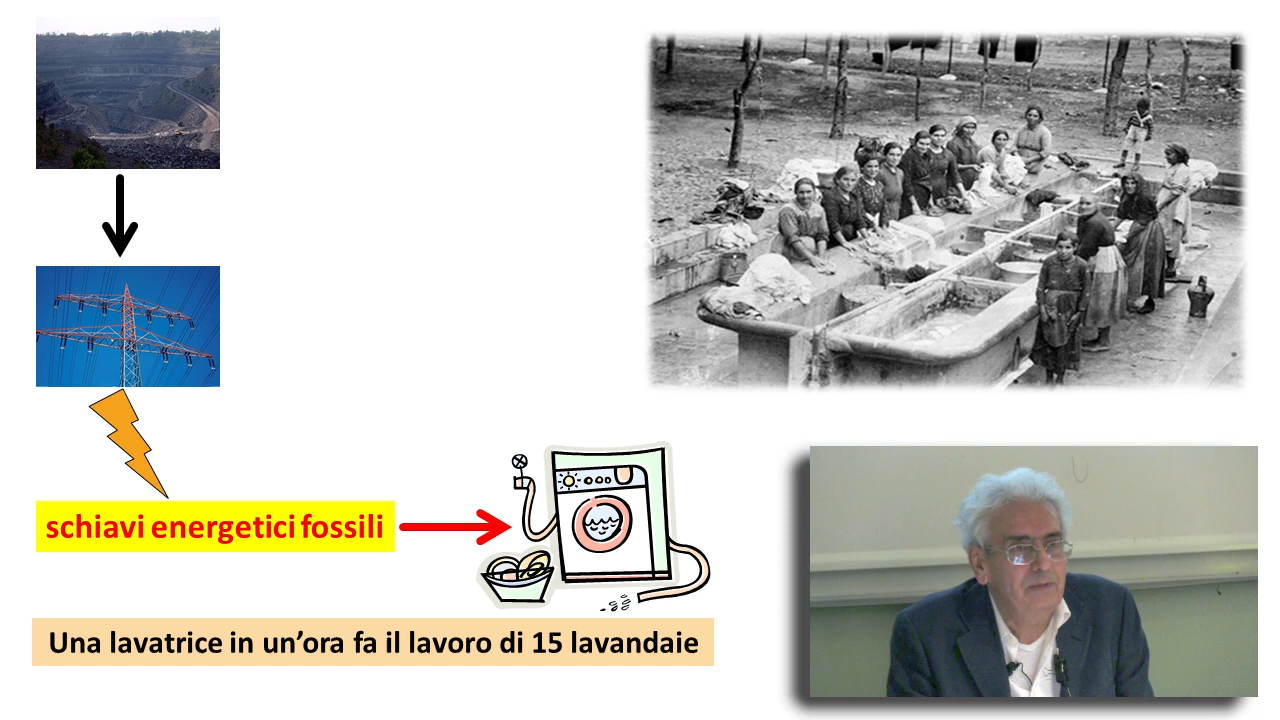 schiavi energetici fossili
Una lavatrice in un’ora fa il lavoro di 15 lavandaie